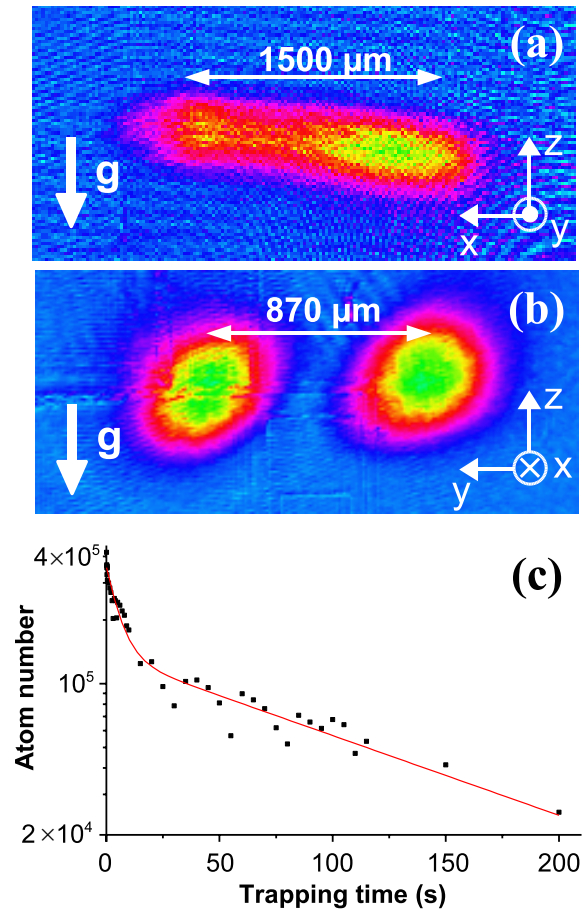 (a)
1500 µm
g
z
x
y
(b)
870 µm
g
z
y
x
(c)
4×10⁵
10⁵
2×10⁴
Atom number
0 50 100 150 200
Trapping time (s)